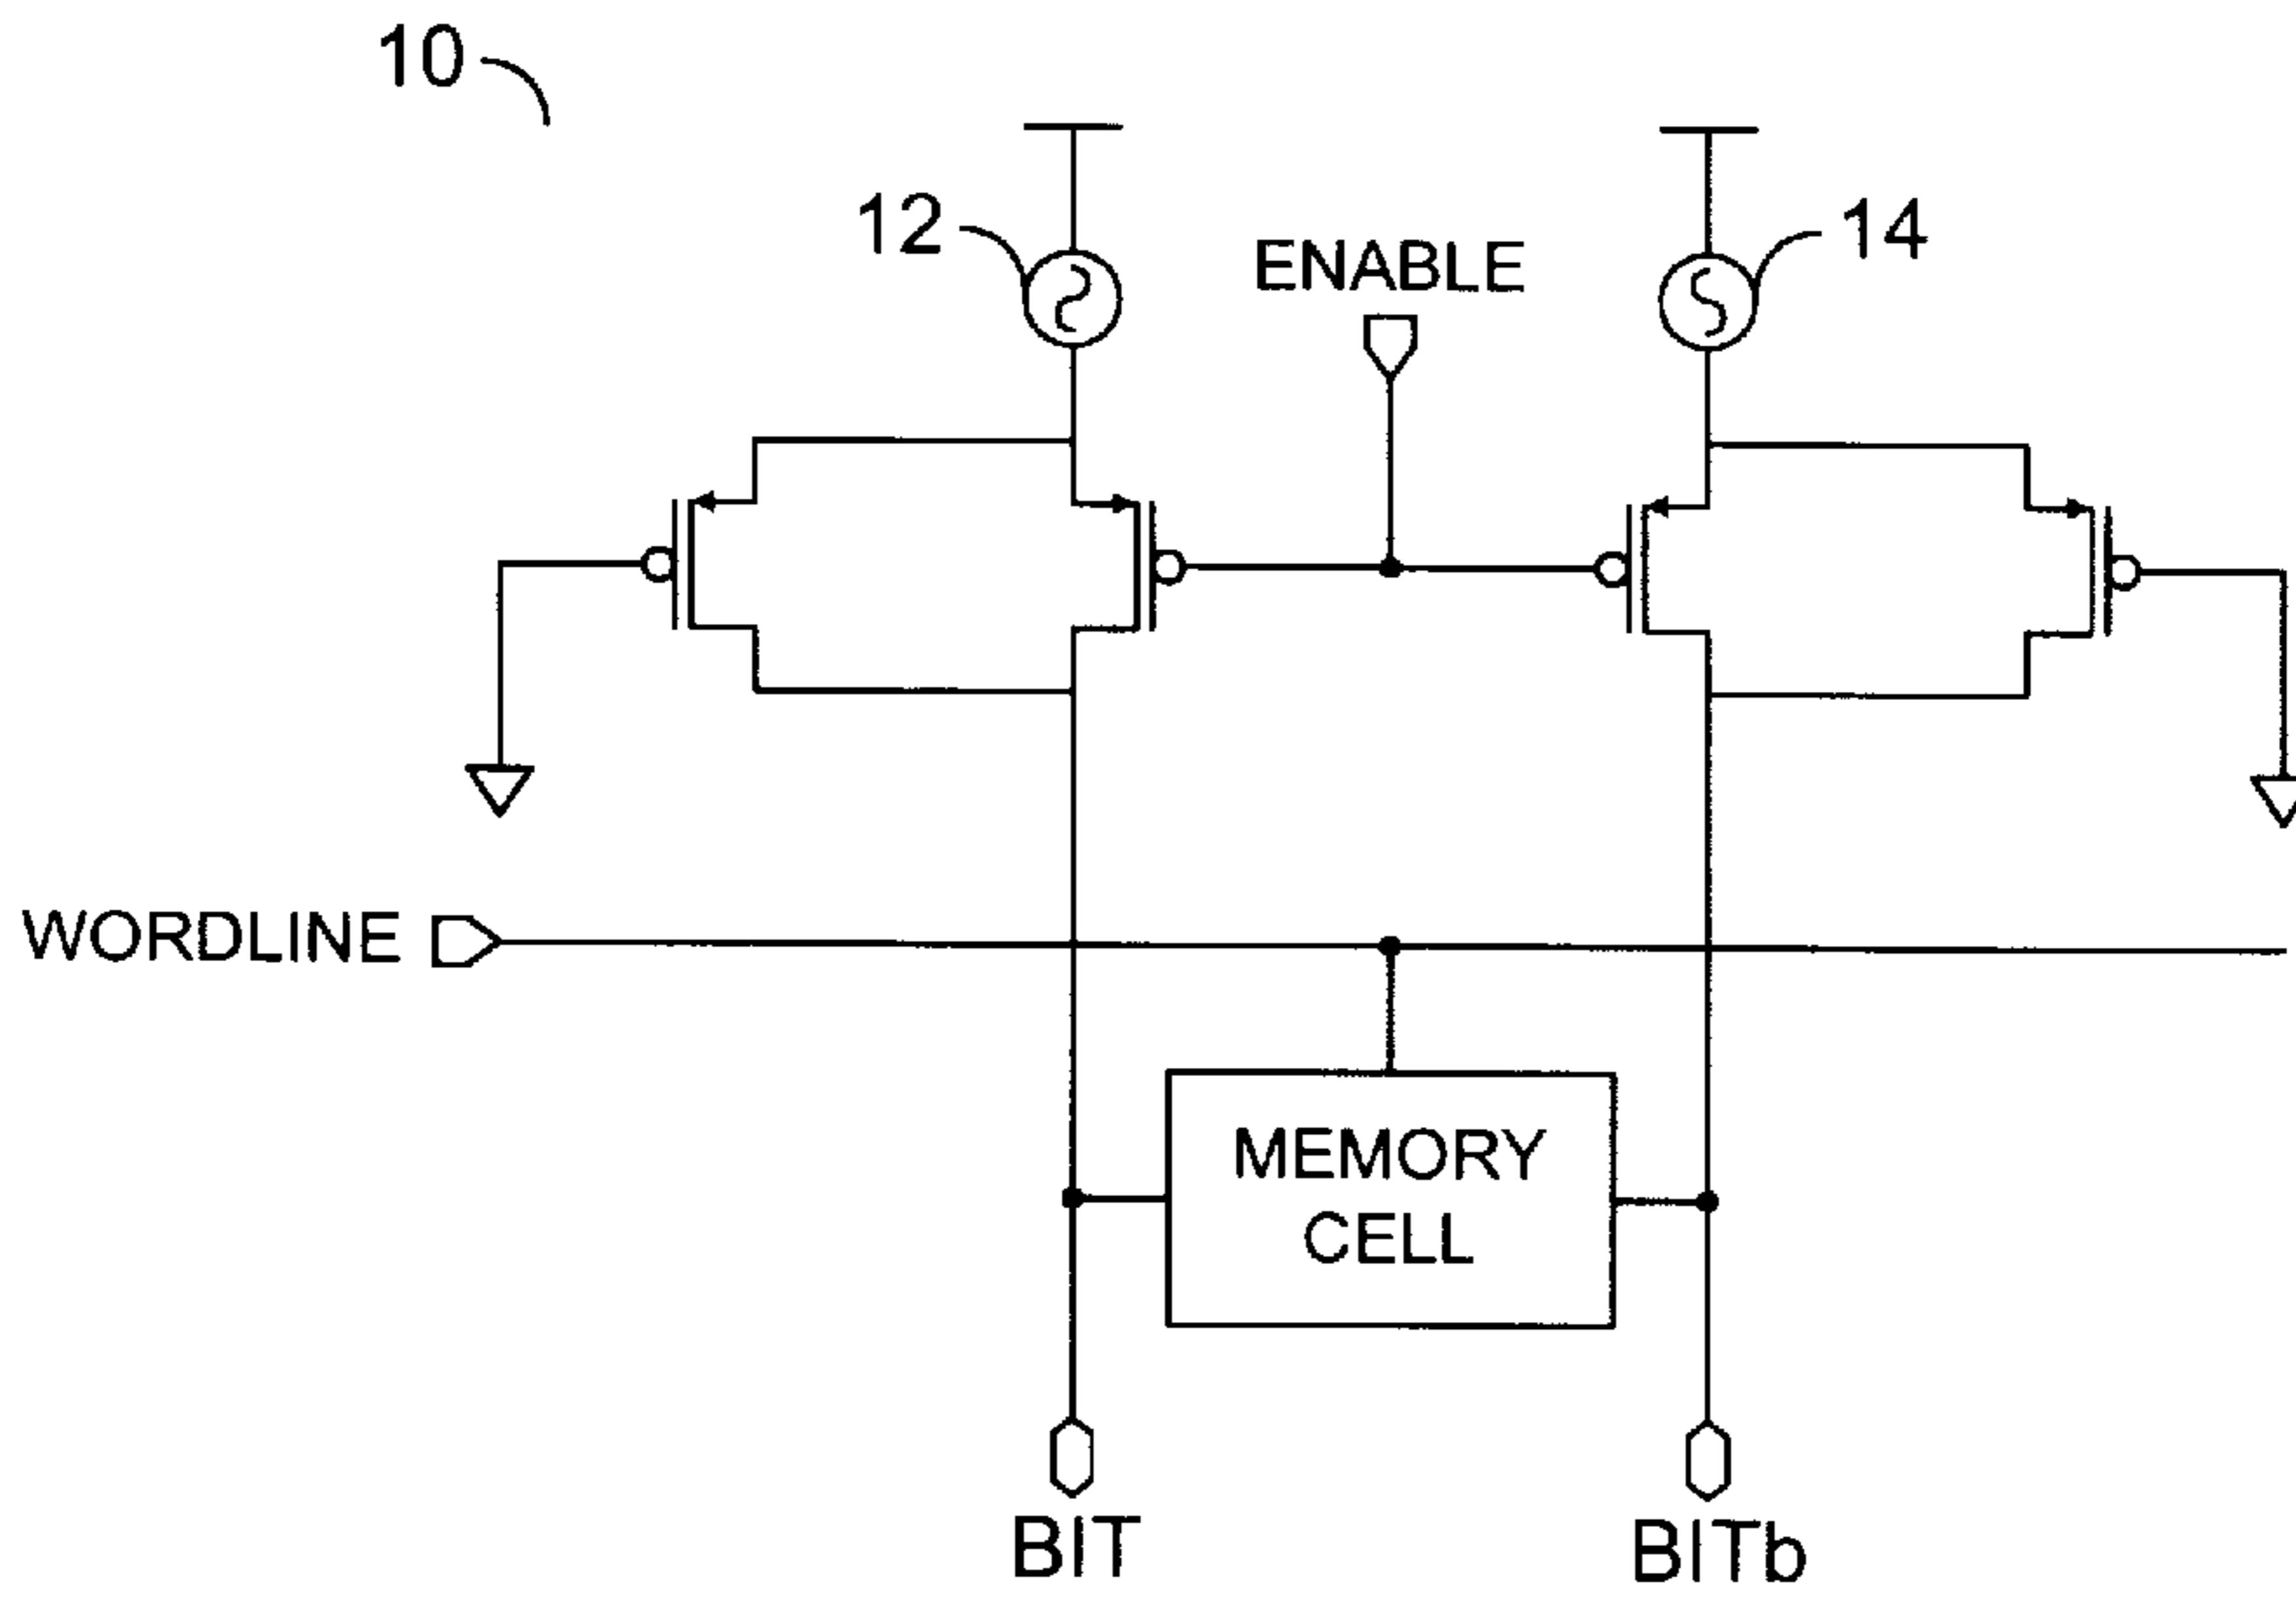 10
12
14
ENABLE
WORDLINE
MEMORY
CELL
BIT
BITb